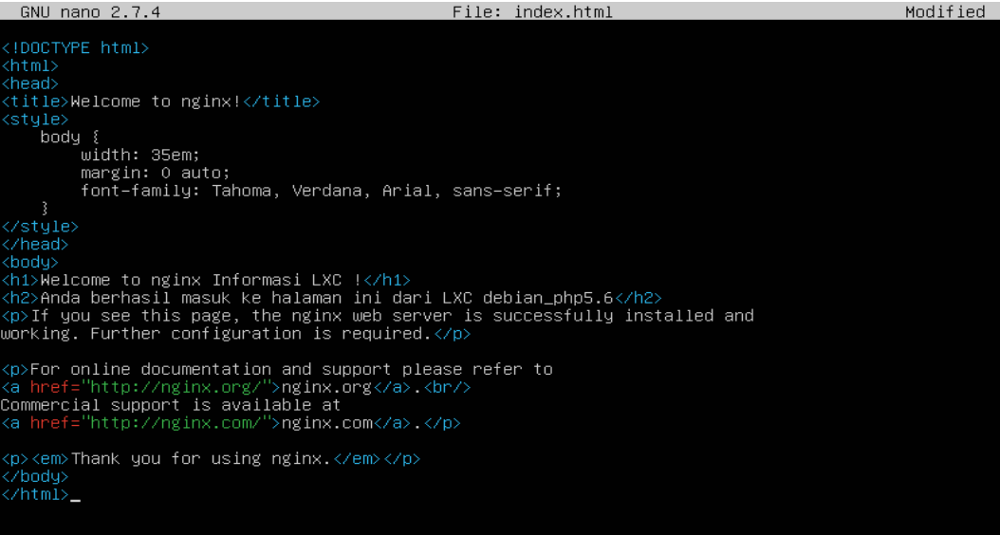 GNU nano 2.7.4 File: index.html Modified
<!DOCTYPE html>
<html>
<head>
<title>Welcome to nginx!</title>
<style>
    body {
        width: 35em;
        margin: 0 auto;
        font-family: Tahoma, Verdana, Arial, sans-serif;
    }
</style>
</head>
<body>
<h1>Welcome to nginx Informasi LXC !</h1>
<h2>Anda berhasil masuk ke halaman ini dari LXC debian_php5.6</h2>
<p>If you see this page, the nginx web server is successfully installed and
working. Further configuration is required.</p>
<p>For online documentation and support please refer to
<a href="http://nginx.org/">nginx.org</a>.<br/>
Commercial support is available at
<a href="http://nginx.com/">nginx.com</a>.</p>
<p><em>Thank you for using nginx.</em></p>
</body>
</html>